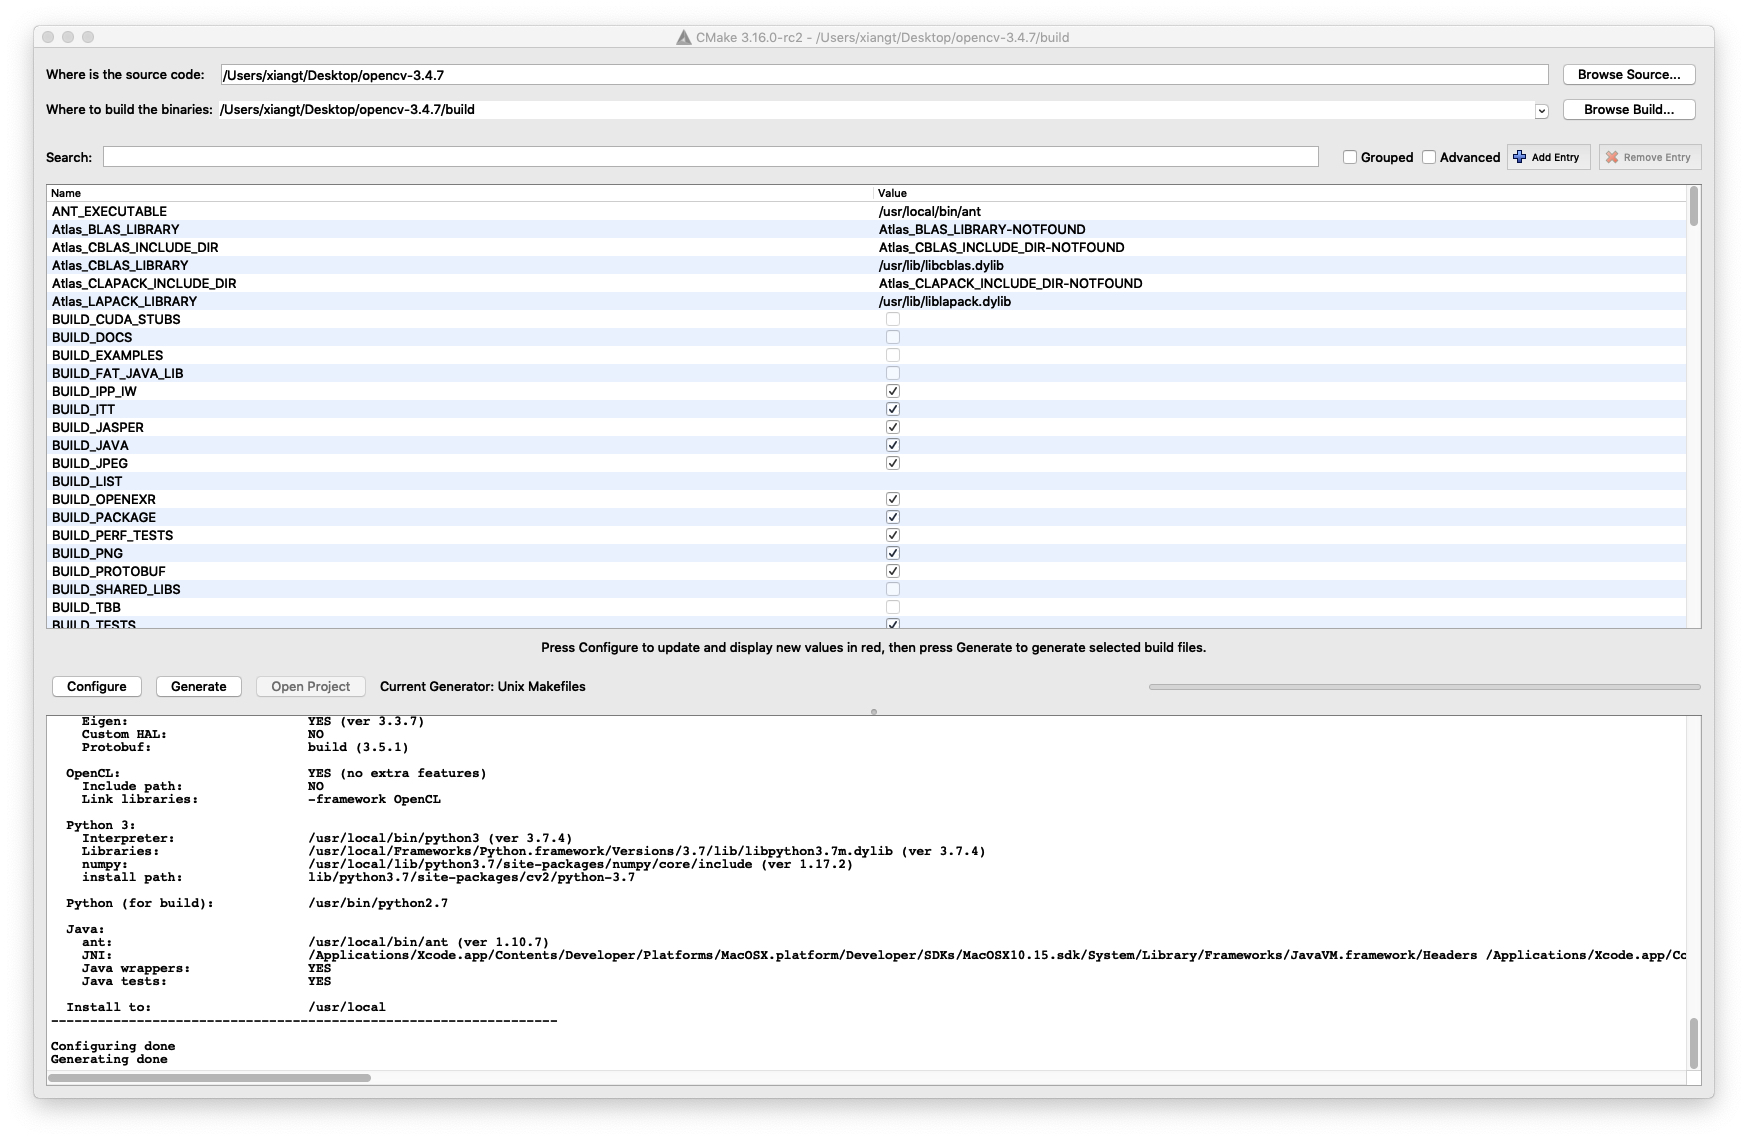 CMake 3.16.0-rc2 - /Users/xiangt/Desktop/opencv-3.4.7/build
Where is the source code: /Users/xiangt/Desktop/opencv-3.4.7 Browse Source...
Where to build the binaries: /Users/xiangt/Desktop/opencv-3.4.7/build Browse Build...
Search: Grouped Advanced Add Entry Remove Entry
Name Value
ANT_EXECUTABLE /usr/local/bin/ant
Atlas_BLAS_LIBRARY Atlas_BLAS_LIBRARY-NOTFOUND
Atlas_CBLAS_INCLUDE_DIR Atlas_CBLAS_INCLUDE_DIR-NOTFOUND
Atlas_CBLAS_LIBRARY /usr/lib/libcblas.dylib
Atlas_CLAPACK_INCLUDE_DIR Atlas_CLAPACK_INCLUDE_DIR-NOTFOUND
Atlas_LAPACK_LIBRARY /usr/lib/liblapack.dylib
BUILD_CUDA_STUBS
BUILD_DOCS
BUILD_EXAMPLES
BUILD_FAT_JAVA_LIB
BUILD_IPP_IW
BUILD_ITT
BUILD_JASPER
BUILD_JAVA
BUILD_JPEG
BUILD_LIST
BUILD_OPENEXR
BUILD_PACKAGE
BUILD_PERF_TESTS
BUILD_PNG
BUILD_PROTOBUF
BUILD_SHARED_LIBS
BUILD_TBB
BUILD_TESTS
Press Configure to update and display new values in red, then press Generate to generate selected build files.
Configure Generate Open Project Current Generator: Unix Makefiles
Eigen: YES (ver 3.3.7)
Custom HAL: NO
Protobuf: build (3.5.1)
OpenCL: YES (no extra features)
Include path: NO
Link libraries: -framework OpenCL
Python 3:
Interpreter: /usr/local/bin/python3 (ver 3.7.4)
Libraries: /usr/local/Frameworks/Python.framework/Versions/3.7/lib/libpython3.7m.dylib (ver 3.7.4)
numpy: /usr/local/lib/python3.7/site-packages/numpy/core/include (ver 1.17.2)
install path: lib/python3.7/site-packages/cv2/python-3.7
Python (for build): /usr/bin/python2.7
Java:
ant: /usr/local/bin/ant (ver 1.10.7)
JNI: /Applications/Xcode.app/Contents/Developer/Platforms/MacOSX.platform/Developer/SDKs/MacOSX10.15.sdk/System/Library/Frameworks/JavaVM.framework/Headers /Applications/Xcode.app/Co
Java wrappers: YES
Java tests: YES
Install to: /usr/local
-----------------------------------------------------------------
Configuring done
Generating done